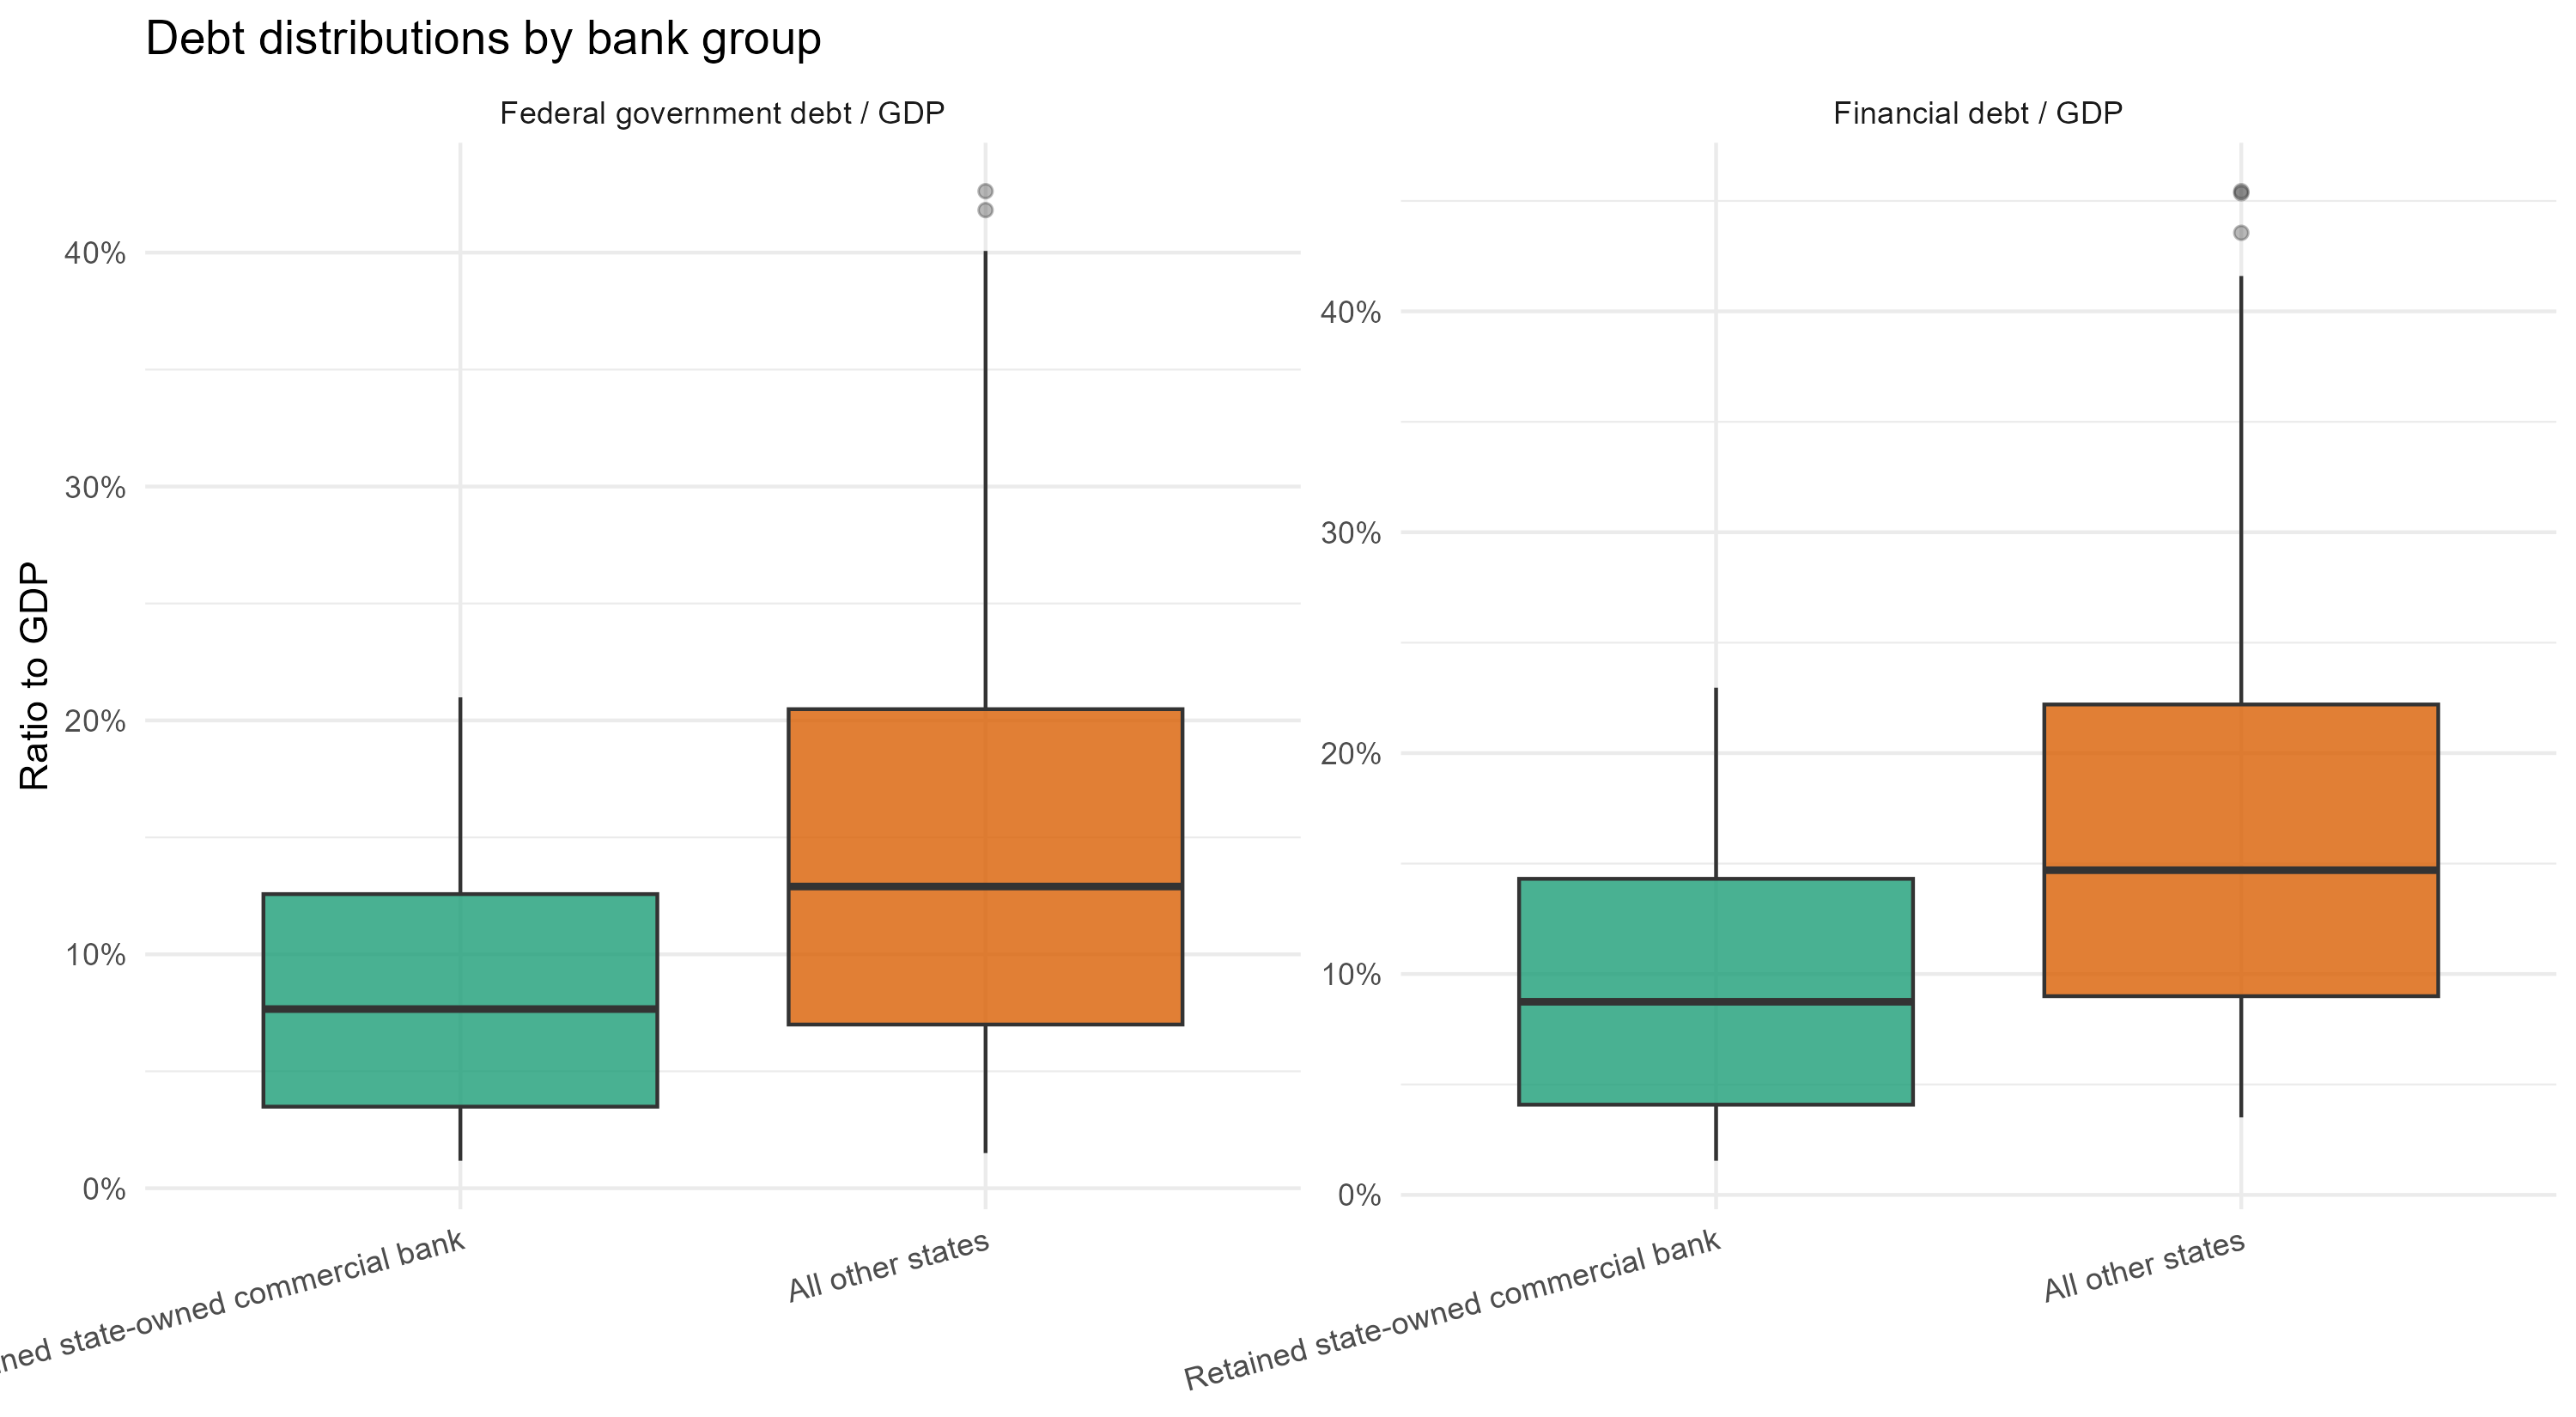 Debt distributions by bank group
Federal government debt / GDP
Financial debt / GDP
Ratio to GDP
40%
30%
20%
10%
0%
40%
30%
20%
10%
0%
state-owned commercial bank
All other states
Retained state-owned commercial bank
All other states